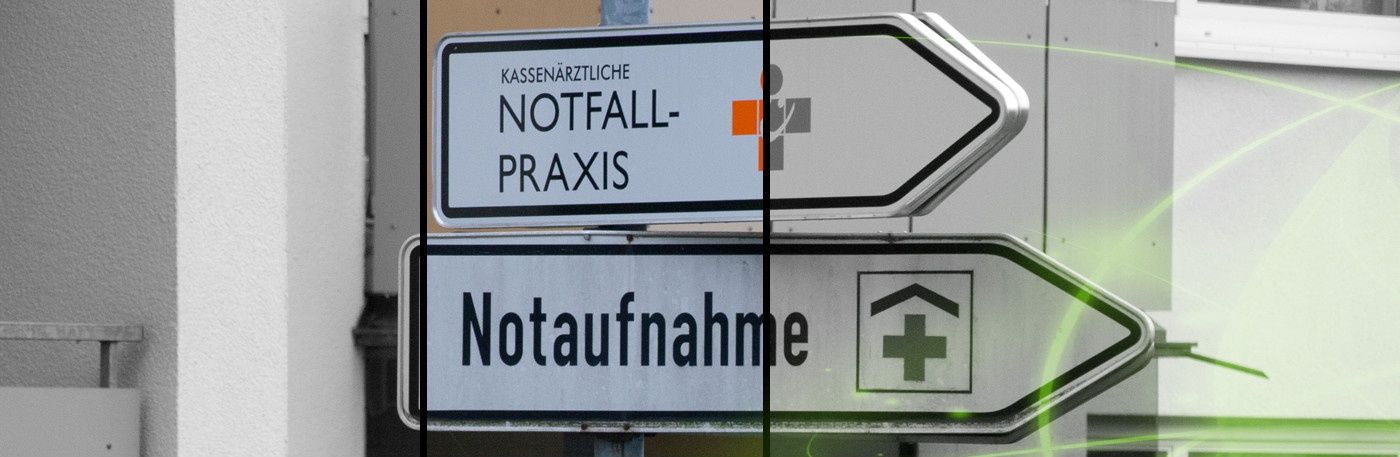 KASSENÄRZTLICHE
NOTFALL-
PRAXIS
Notaufnahme